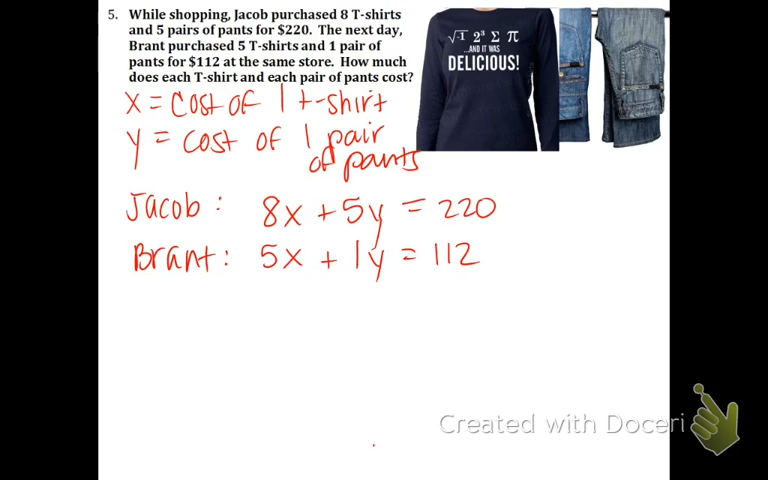 5. While shopping, Jacob purchased 8 T-shirts
and 5 pairs of pants for $220. The next day,
Brant purchased 5 T-shirts and 1 pair of
pants for $112 at the same store. How much
does each T-shirt and each pair of pants cost?
√-1 2³ Σ π
...AND IT WAS
DELICIOUS!
x = cost of 1 t-shirt
y = cost of 1 pair
of pants
Jacob: 8x + 5y = 220
Brant: 5x + 1y = 112
Created with Doceri